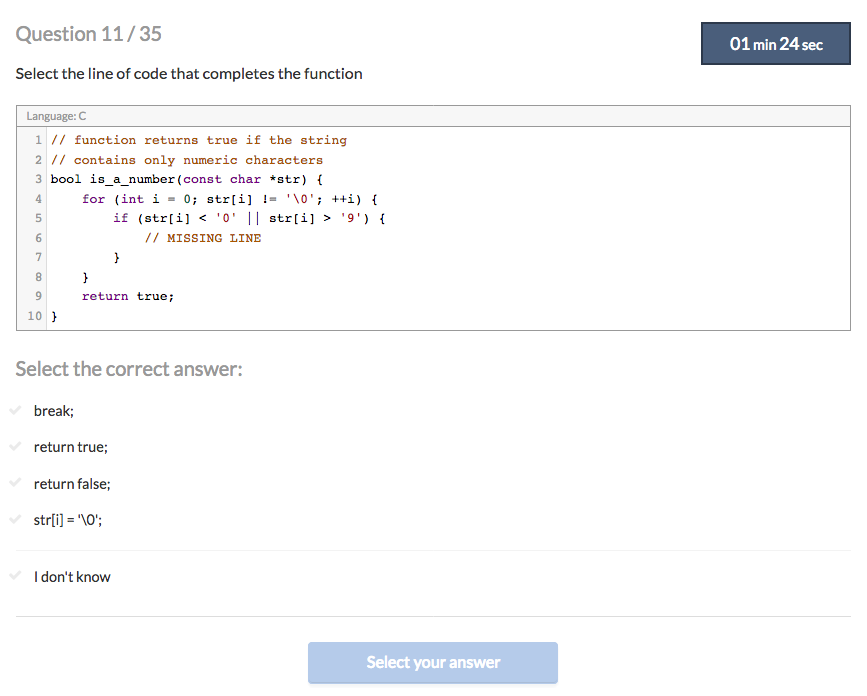 Question 11 / 35
01 min 24 sec
Select the line of code that completes the function
Language: C
1 // function returns true if the string
2 // contains only numeric characters
3 bool is_a_number(const char *str) {
4     for (int i = 0; str[i] != '\0'; ++i) {
5         if (str[i] < '0' || str[i] > '9') {
6             // MISSING LINE
7         }
8     }
9     return true;
10 }
Select the correct answer:
break;
return true;
return false;
str[i] = '\0';
I don't know
Select your answer